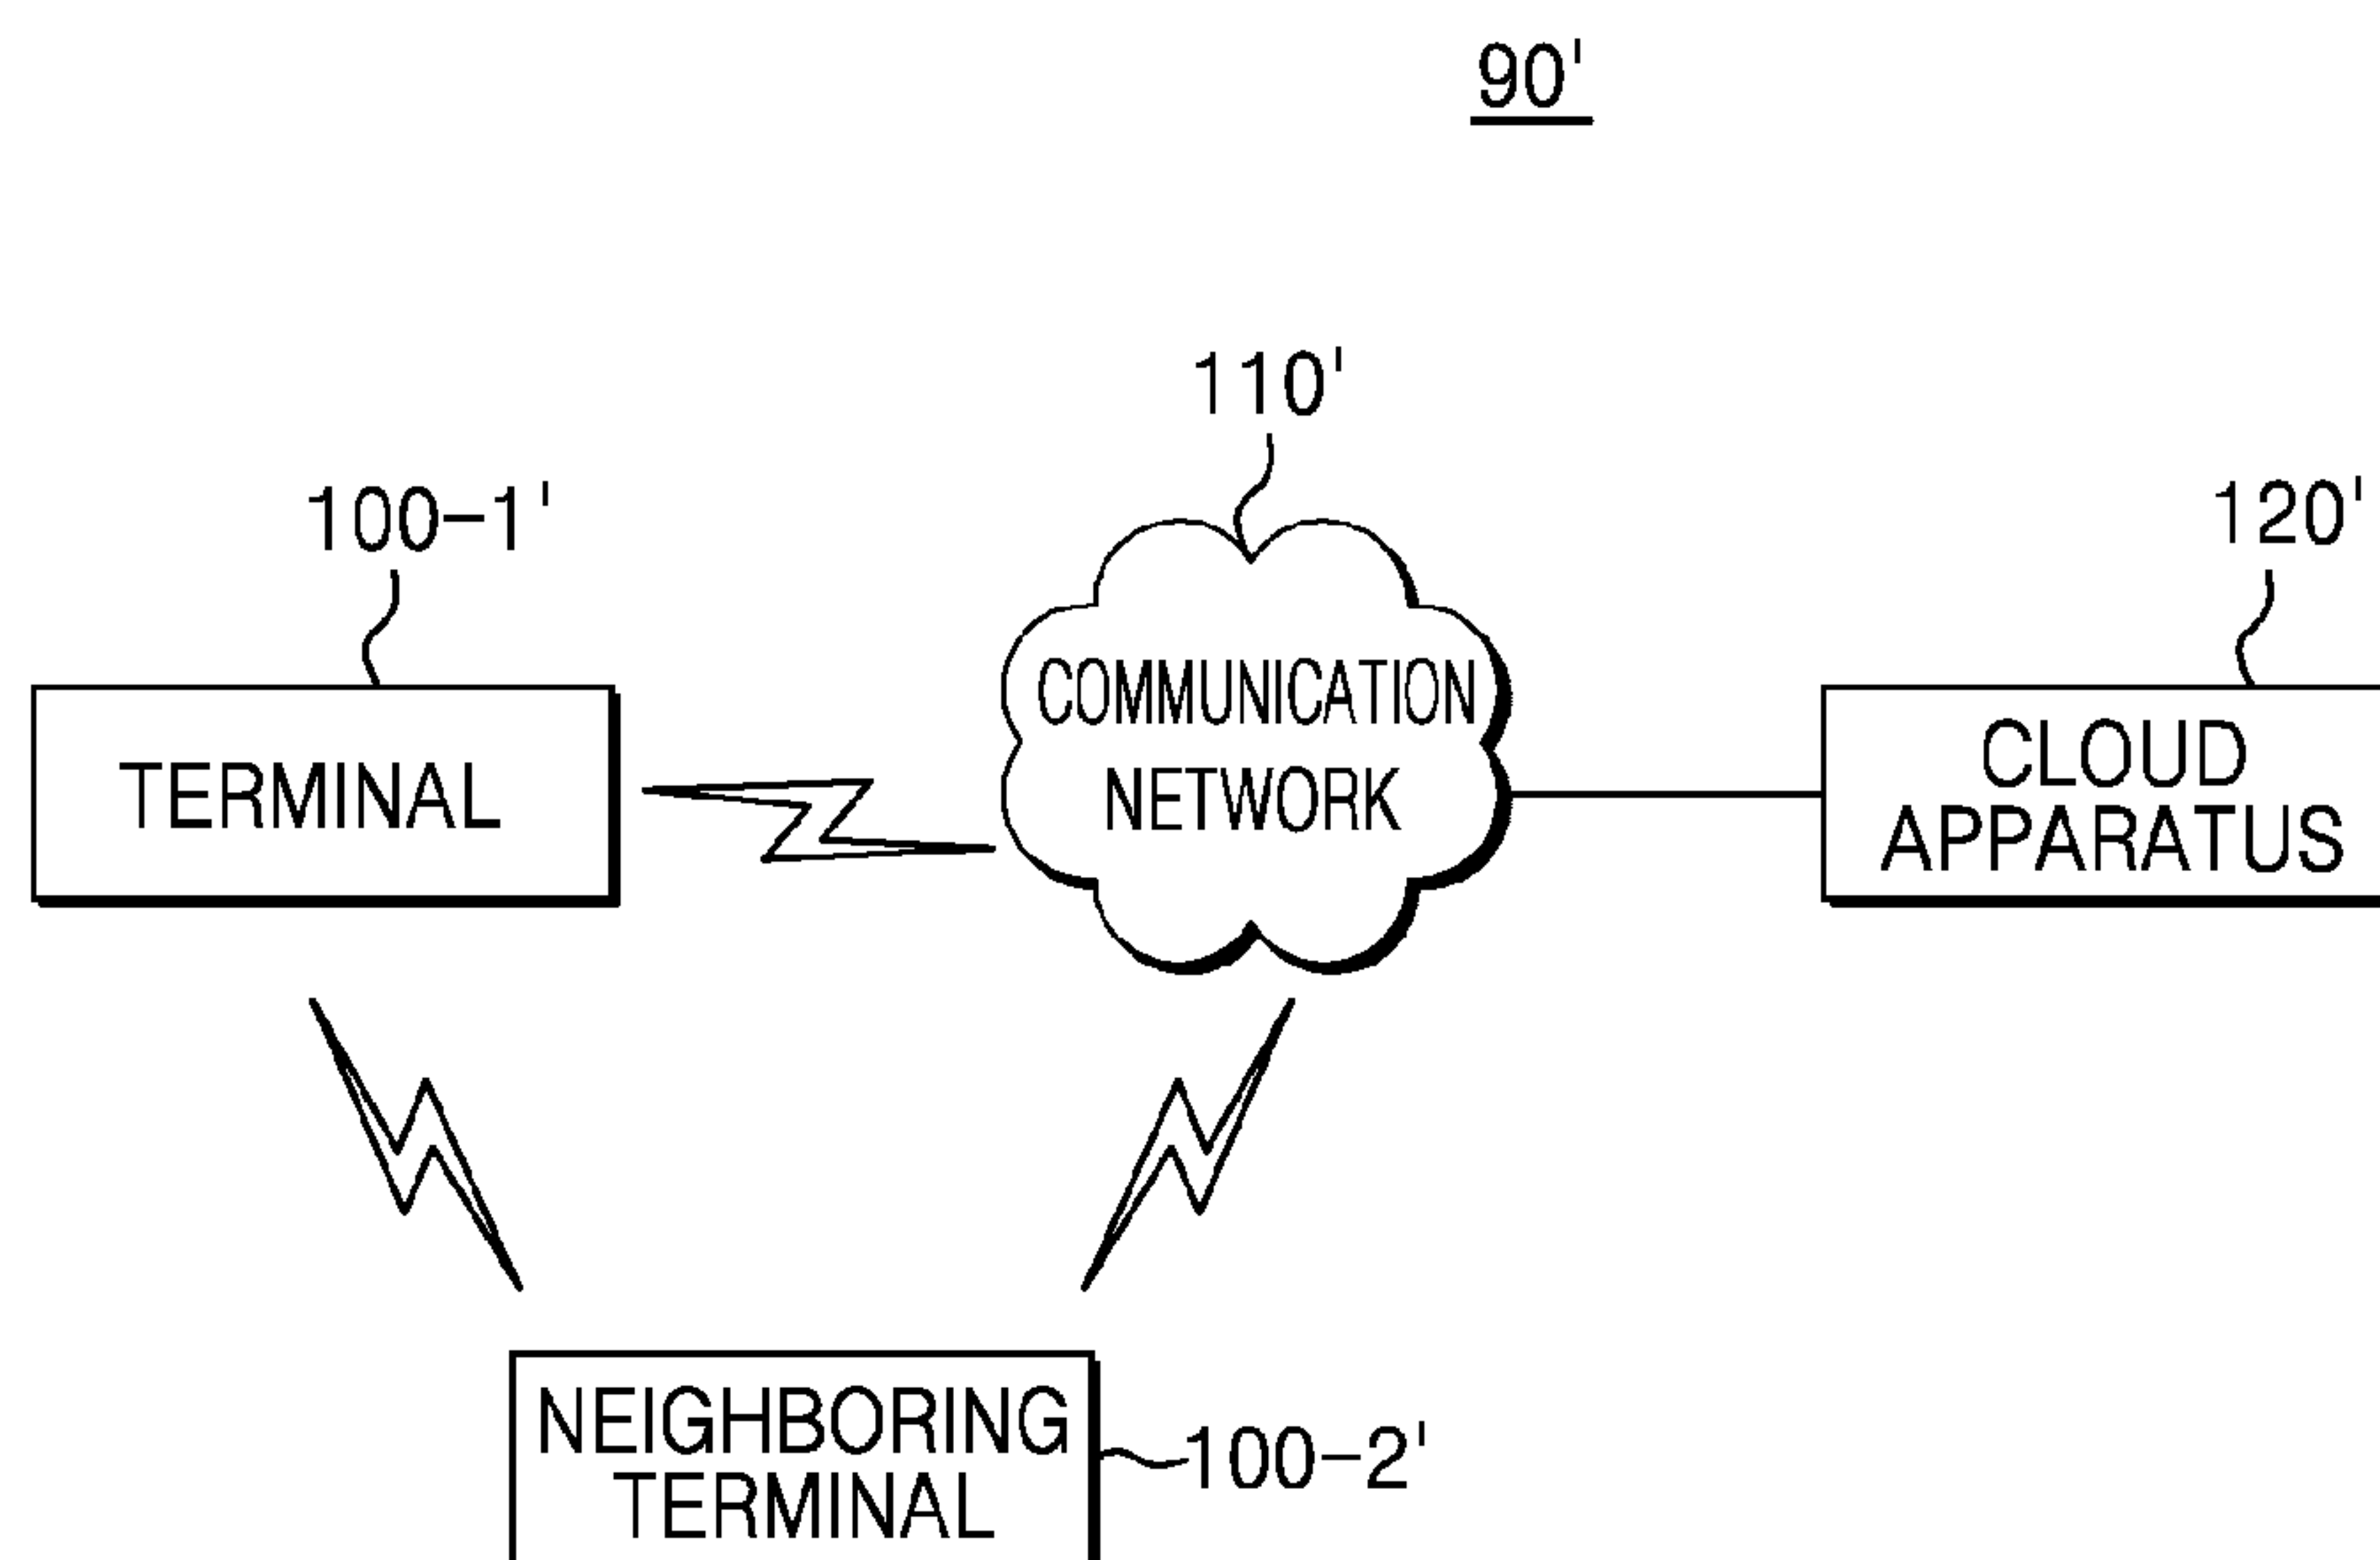 90'
110'
100-1'
120'
COMMUNICATION
NETWORK
TERMINAL
CLOUD
APPARATUS
NEIGHBORING
TERMINAL
100-2'